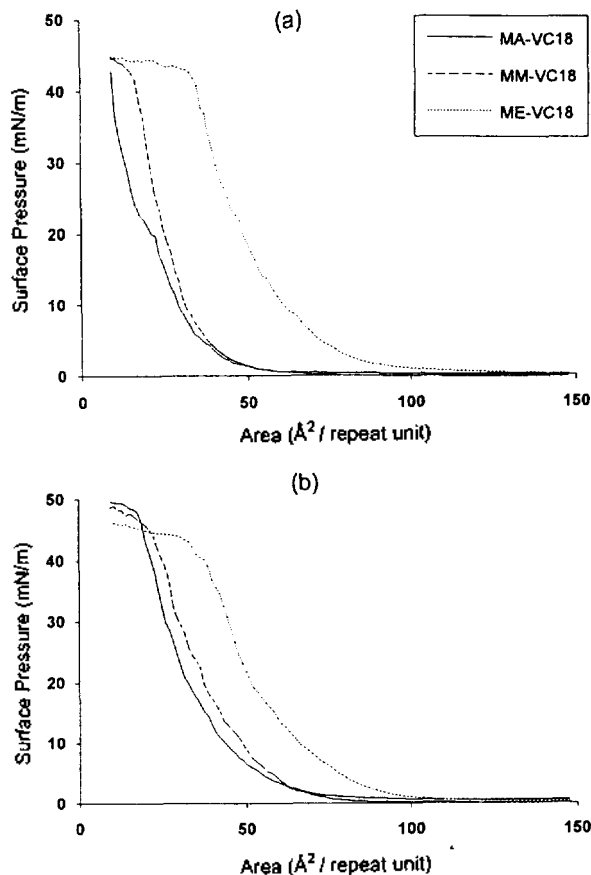 (a)
MA-VC18
MM-VC18
ME-VC18
50
40
30
20
10
0
Surface Pressure (mN/m)
0
50
100
150
Area (Å² / repeat unit)
(b)
50
40
30
20
10
0
Surface Pressure (mN/m)
0
50
100
150
Area (Å² / repeat unit)